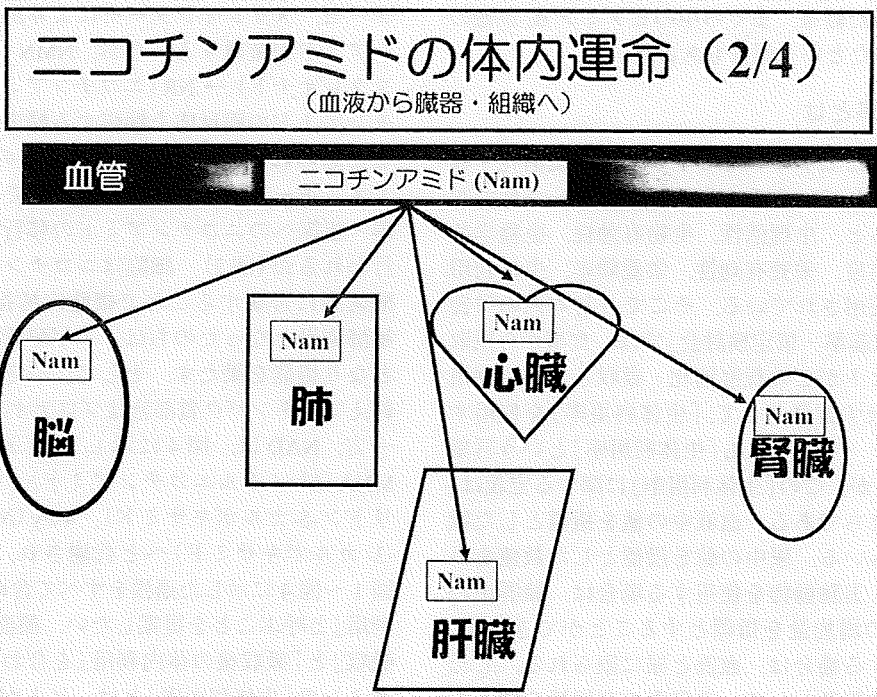 ニコチンアミドの体内運命（2/4）
（血液から臓器・組織へ）
血管
ニコチンアミド (Nam)
Nam
脳
Nam
肺
Nam
心臓
Nam
腎臓
Nam
肝臓